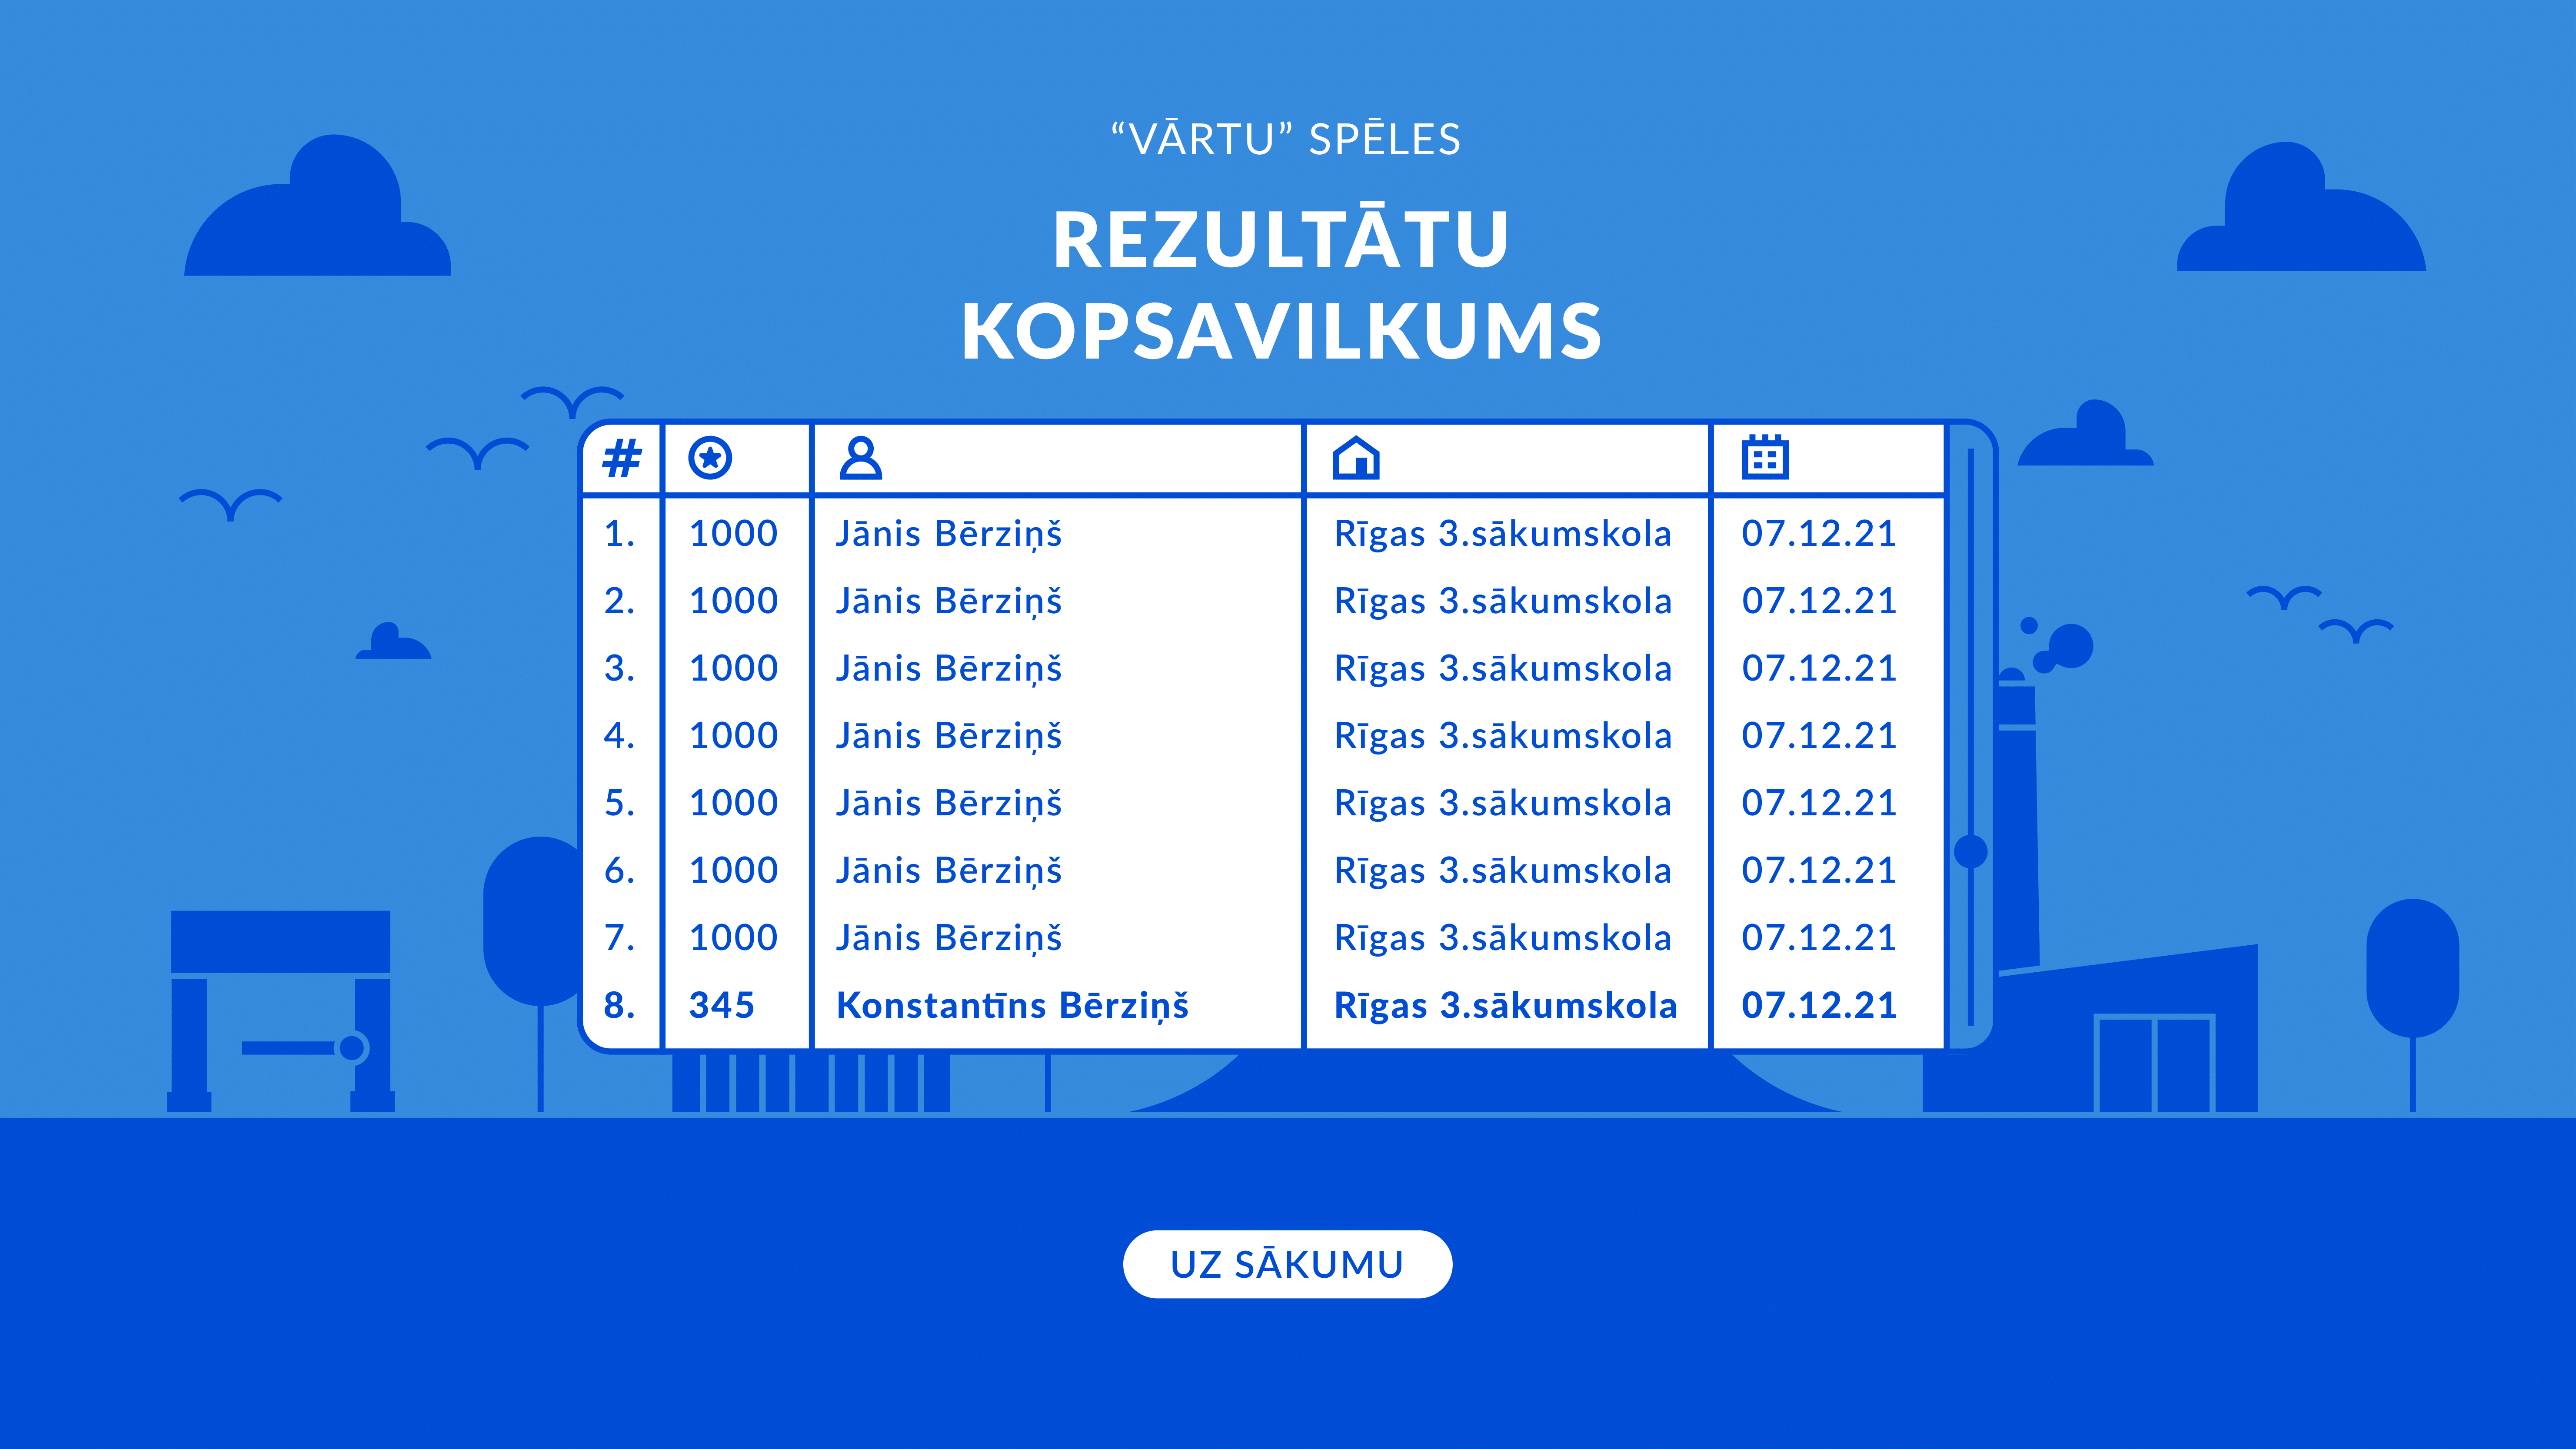 “VĀRTU” SPĒLES
REZULTĀTU
KOPSAVILKUMS
#
1. 1000 Jānis Bērziņš Rīgas 3.sākumskola 07.12.21
2. 1000 Jānis Bērziņš Rīgas 3.sākumskola 07.12.21
3. 1000 Jānis Bērziņš Rīgas 3.sākumskola 07.12.21
4. 1000 Jānis Bērziņš Rīgas 3.sākumskola 07.12.21
5. 1000 Jānis Bērziņš Rīgas 3.sākumskola 07.12.21
6. 1000 Jānis Bērziņš Rīgas 3.sākumskola 07.12.21
7. 1000 Jānis Bērziņš Rīgas 3.sākumskola 07.12.21
8. 345 Konstantīns Bērziņš Rīgas 3.sākumskola 07.12.21
UZ SĀKUMU